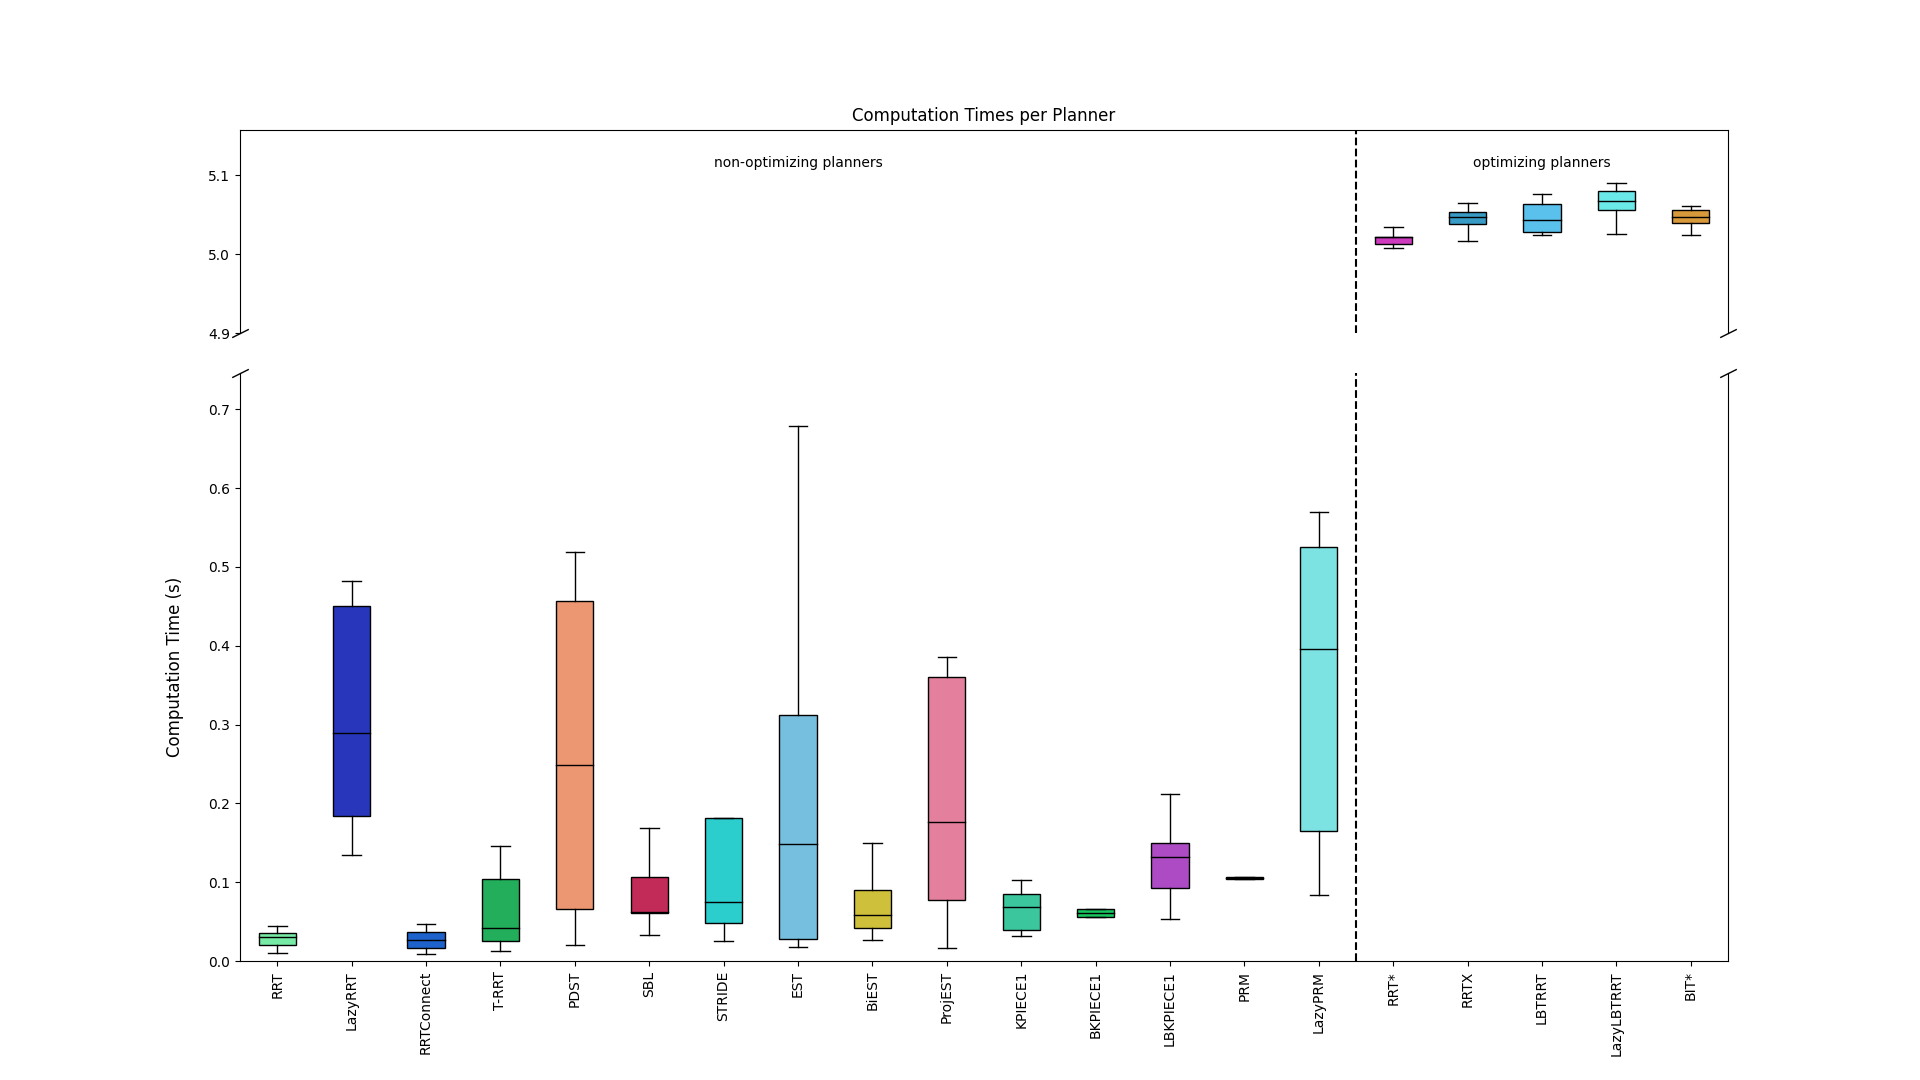 Computation Times per Planner
non-optimizing planners
optimizing planners
5.1
5.0
4.9
0.7
0.6
0.5
0.4
0.3
0.2
0.1
0.0
Computation Time (s)
RRT
LazyRRT
RRTConnect
T-RRT
PDST
SBL
STRIDE
EST
BiEST
ProjEST
KPIECE1
BKPIECE1
LBKPIECE1
PRM
LazyPRM
RRT*
RRTX
LBTRRT
LazyLBTRRT
BIT*